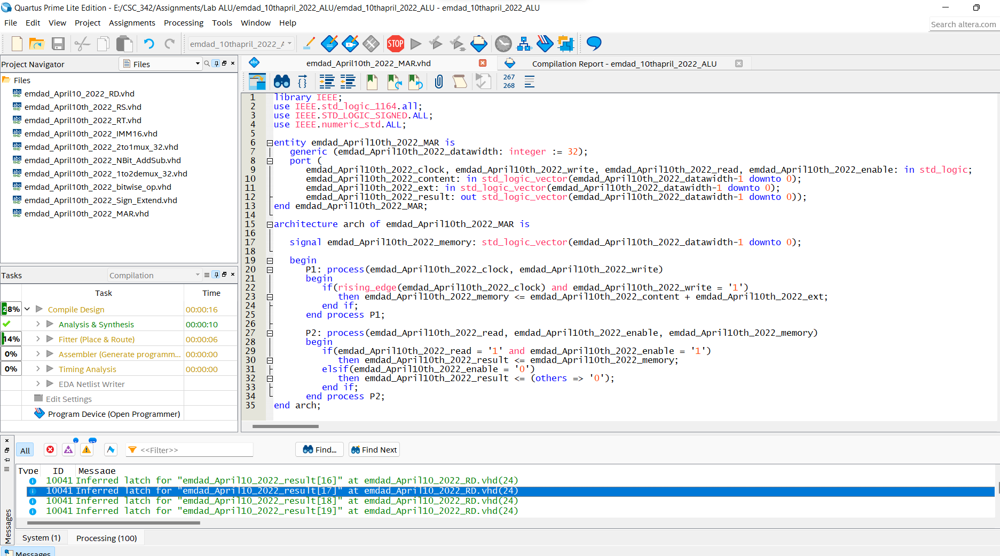 Quartus Prime Lite Edition - E:/CSC_342/Assignments/Lab ALU/emdad_10thapril_2022_ALU/emdad_10thapril_2022_ALU - emdad_10thapril_2022_ALU
File Edit View Project Assignments Processing Tools Window Help
Search altera.com
emdad_10thapril_2022_A
STOP
Project Navigator
Files
emdad_April10th_2022_MAR.vhd
Compilation Report - emdad_10thapril_2022_ALU
Files
267
268
emdad_April10_2022_RD.vhd
emdad_April10th_2022_RS.vhd
emdad_April10th_2022_RT.vhd
emdad_April10th_2022_IMM16.vhd
emdad_April10th_2022_2to1mux_32.vhd
emdad_April10th_2022_NBit_AddSub.vhd
emdad_April10th_2022_1to2demux_32.vhd
emdad_April10th_2022_bitwise_op.vhd
emdad_April10th_2022_Sign_Extend.vhd
emdad_April10th_2022_MAR.vhd
1 library IEEE;
2 use IEEE.std_logic_1164.all;
3 use IEEE.STD_LOGIC_SIGNED.ALL;
4 use IEEE.numeric_std.ALL;
5
6 entity emdad_April10th_2022_MAR is
7 generic (emdad_April10th_2022_datawidth: integer := 32);
8 port (
9 emdad_April10th_2022_clock, emdad_April10th_2022_write, emdad_April10th_2022_read, emdad_April10th_2022_enable: in std_logic;
10 emdad_April10th_2022_content: in std_logic_vector(emdad_April10th_2022_datawidth-1 downto 0);
11 emdad_April10th_2022_ext: in std_logic_vector(emdad_April10th_2022_datawidth-1 downto 0);
12 emdad_April10th_2022_result: out std_logic_vector(emdad_April10th_2022_datawidth-1 downto 0));
13 end emdad_April10th_2022_MAR;
14
15 architecture arch of emdad_April10th_2022_MAR is
16
17 signal emdad_April10th_2022_memory: std_logic_vector(emdad_April10th_2022_datawidth-1 downto 0);
18
19 begin
20 P1: process(emdad_April10th_2022_clock, emdad_April10th_2022_write)
21 begin
22 if(rising_edge(emdad_April10th_2022_clock) and emdad_April10th_2022_write = '1')
23 then emdad_April10th_2022_memory <= emdad_April10th_2022_content + emdad_April10th_2022_ext;
24 end if;
25 end process P1;
26
27 P2: process(emdad_April10th_2022_read, emdad_April10th_2022_enable, emdad_April10th_2022_memory)
28 begin
29 if(emdad_April10th_2022_read = '1' and emdad_April10th_2022_enable = '1')
30 then emdad_April10th_2022_result <= emdad_April10th_2022_memory;
31 elsif(emdad_April10th_2022_enable = '0')
32 then emdad_April10th_2022_result <= (others => '0');
33 end if;
34 end process P2;
35 end arch;
Tasks Compilation
Task Time
28% Compile Design 00:00:16
Analysis & Synthesis 00:00:10
14% Fitter (Place & Route) 00:00:06
0% Assembler (Generate programm... 00:00:00
0% Timing Analysis 00:00:00
EDA Netlist Writer
Edit Settings
Program Device (Open Programmer)
All <<Filter>> Find... Find Next
Type ID Message
10041 Inferred latch for "emdad_April10_2022_result[16]" at emdad_April10_2022_RD.vhd(24)
10041 Inferred latch for "emdad_April10_2022_result[17]" at emdad_April10_2022_RD.vhd(24)
10041 Inferred latch for "emdad_April10_2022_result[18]" at emdad_April10_2022_RD.vhd(24)
10041 Inferred latch for "emdad_April10_2022_result[19]" at emdad_April10_2022_RD.vhd(24)
Messages
System (1) Processing (100)
Messages